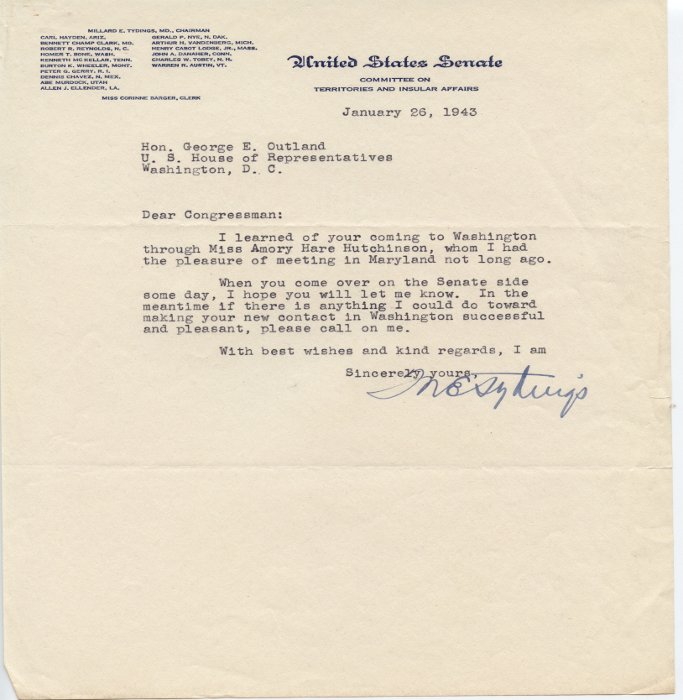 MILLARD E. TYDINGS, MD., CHAIRMAN
CARL HAYDEN, ARIZ.
BENNETT CHAMP CLARK, MO.
ROBERT R. REYNOLDS, N. C.
HOMER T. BONE, WASH.
KENNETH MC KELLAR, TENN.
BURTON K. WHEELER, MONT.
PETER G. GERRY, R. I.
DENNIS CHAVEZ, N. MEX.
ABE MURDOCK, UTAH
ALLEN J. ELLENDER, LA.
GERALD P. NYE, N. DAK.
ARTHUR H. VANDENBERG, MICH.
HENRY CABOT LODGE, JR., MASS.
JOHN A. DANAHER, CONN.
CHARLES W. TOBEY, N. H.
WARREN R. AUSTIN, VT.
MISS CORINNE BARGER, CLERK
United States Senate
COMMITTEE ON
TERRITORIES AND INSULAR AFFAIRS
January 26, 1943
Hon. George E. Outland
U. S. House of Representatives
Washington, D. C.
Dear Congressman:
I learned of your coming to Washington
through Miss Amory Hare Hutchinson, whom I had
the pleasure of meeting in Maryland not long ago.
When you come over on the Senate side
some day, I hope you will let me know. In the
meantime if there is anything I could do toward
making your new contact in Washington successful
and pleasant, please call on me.
With best wishes and kind regards, I am
Sincerely yours,
M E Tydings